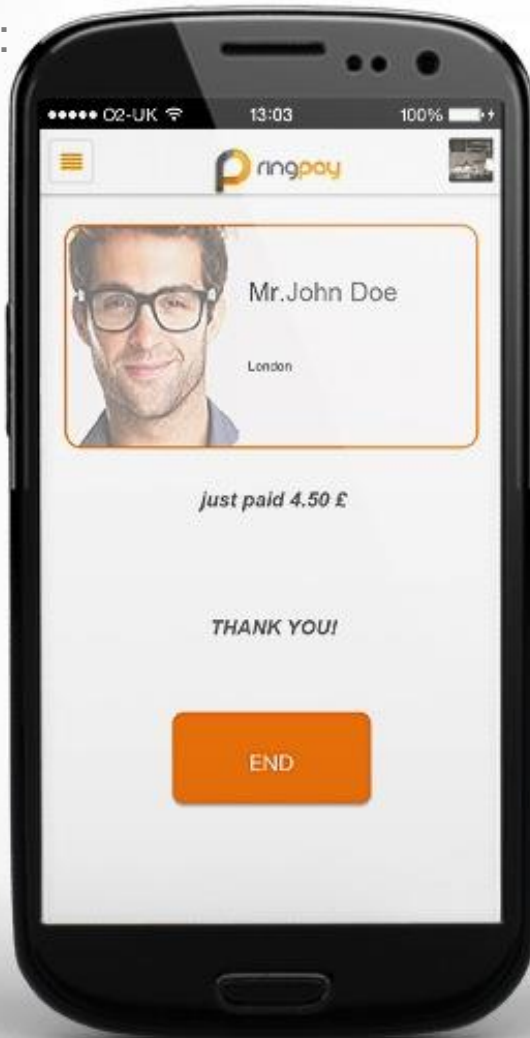 :
O2-UK 13:03 100%
ringpay
Mr.John Doe
London
just paid 4.50 £
THANK YOU!
END